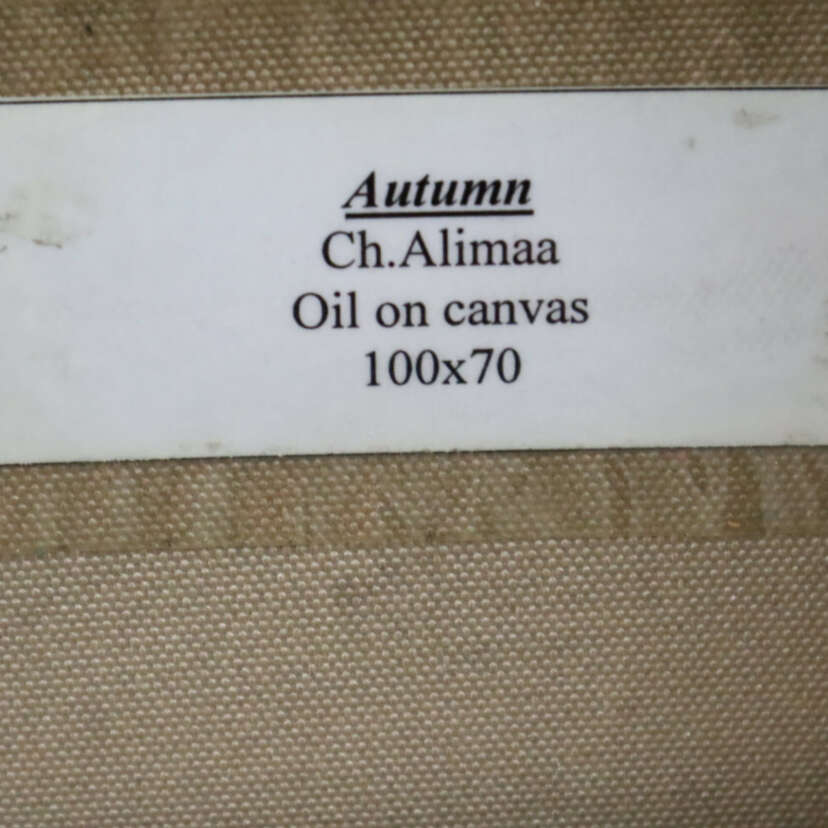 Autumn
Ch.Alimaa
Oil on canvas
100x70